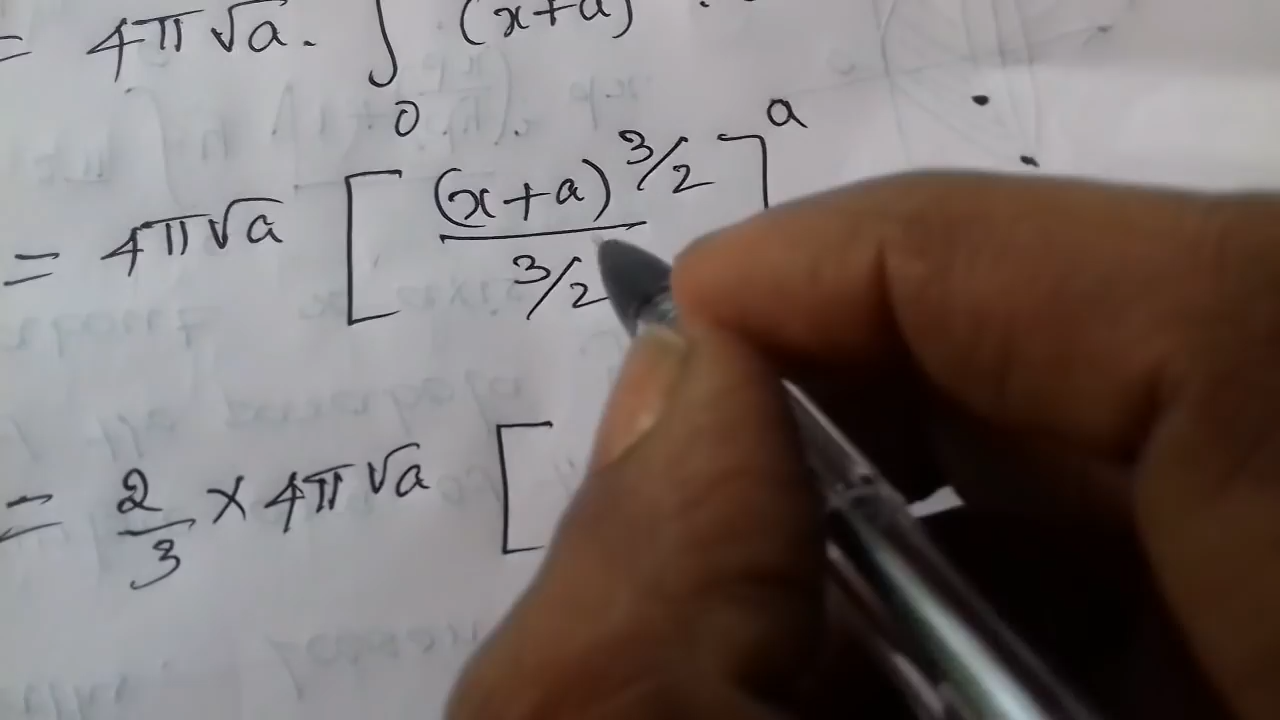 = 4π√a . ∫ (x+a)
0
= 4π√a [ (x+a)^3/2 / 3/2 ] a
= 2/3 × 4π√a [